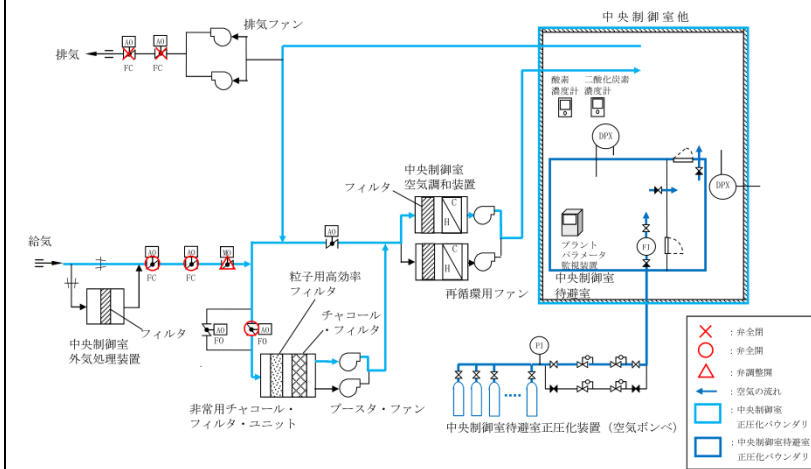 中央制御室他
排気ファン
AO
AO
排気
FC
FC
酸素
濃度計
二酸化炭素
濃度計
DPX
DPX
中央制御室
空気調和装置
フィルタ
C
H
C
H
再循環用ファン
AO
給気
AO
AO
MO
FC
FC
フィルタ
中央制御室
外気処理装置
粒子用高効率
フィルタ
チャコール・
フィルタ
AO
FO
AO
FO
非常用チャコール・
フィルタ・ユニット
ブースタ・ファン
プラント
パラメータ
監視装置
FI
中央制御室
待避室
PI
中央制御室待避室正圧化装置（空気ボンベ）
：弁全閉
：弁全開
：弁調整開
：空気の流れ
：中央制御室
正圧化バウンダリ
：中央制御室待避室
正圧化バウンダリ